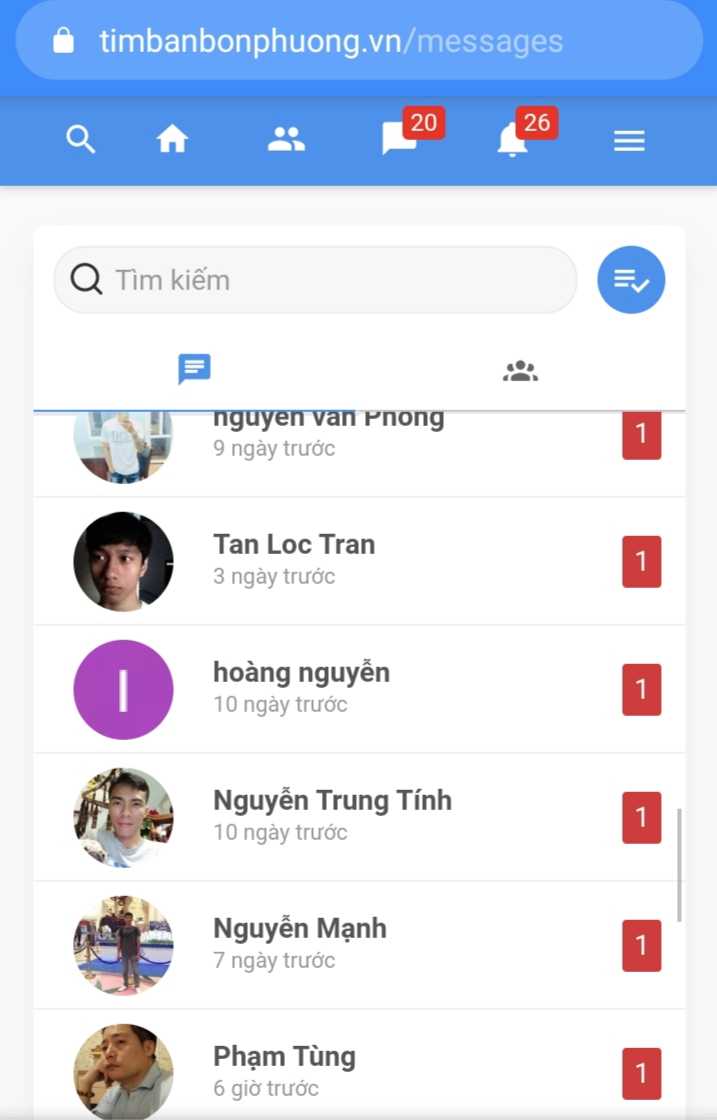 timbanbonphuong.vn/messages
20
26
Tìm kiếm
nguyen van Phong
9 ngày trước
1
Tan Loc Tran
3 ngày trước
1
I
hoàng nguyễn
10 ngày trước
1
Nguyễn Trung Tính
10 ngày trước
1
Nguyễn Mạnh
7 ngày trước
1
Phạm Tùng
6 giờ trước
1